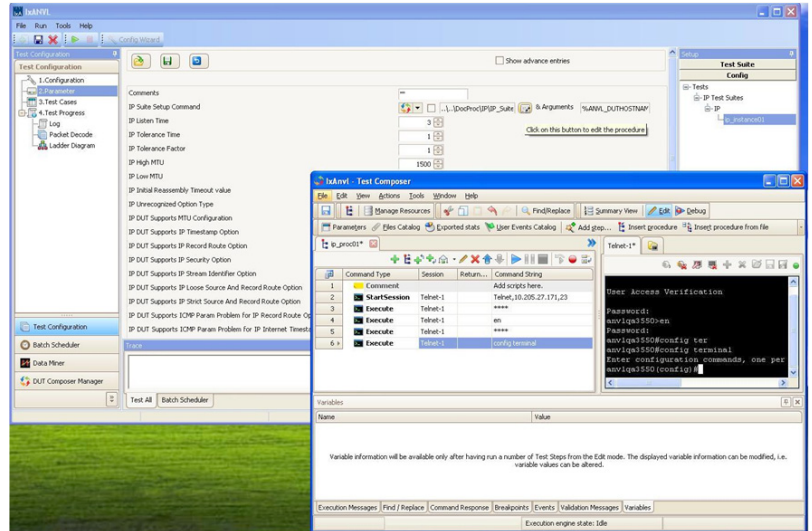 IxANVL
File Run Tools Help
Config Wizard
Test Configuration
Test Configuration
1.Configuration
2.Parameter
3.Test Cases
4.Test Progress
Log
Packet Decode
Ladder Diagram
Test Configuration
Batch Scheduler
Data Miner
DUT Composer Manager
Show advance entries
Comments
IP Suite Setup Command ..\..\DocProc\IP\IP_Suite & Arguments %ANVL_DUTHOSTNAM
IP Listen Time 3
Click on this button to edit the procedure
IP Tolerance Time 1
IP Tolerance Factor 1
IP High MTU 1500
IP Low MTU
IP Initial Reassembly Timeout value
IP Unrecognized Option Type
IP DUT Supports MTU Configuration
IP DUT Supports IP Timestamp Option
IP DUT Supports IP Record Route Option
IP DUT Supports IP Security Option
IP DUT Supports IP Stream Identifier Option
IP DUT Supports IP Loose Source And Record Route Option
IP DUT Supports IP Strict Source And Record Route Option
IP DUT Supports ICMP Param Problem for IP Record Route Op
IP DUT Supports ICMP Param Problem for IP Internet Timest
Trace
Test All Batch Scheduler
Setup
Test Suite
Config
Tests
IP Test Suites
IP
ip_instance01
IxAnvl - Test Composer
File Edit View Actions Tools Window Help
Manage Resources Find/Replace Summary View Edit Debug
Parameters Files Catalog Exported stats User Events Catalog Add step... Insert procedure Insert procedure from file
ip_proc01*
Command Type Session Return... Command String
1 Comment Add scripts here.
2 StartSession Telnet-1 Telnet,10.205.27.171,23
3 Execute Telnet-1 ****
4 Execute Telnet-1 en
5 Execute Telnet-1 ****
6 Execute Telnet-1 config terminal
Telnet-1*
User Access Verification
Password:
anvlqa3550>en
Password:
anvlqa3550#config ter
anvlqa3550#config terminal
Enter configuration commands, one per
anvlqa3550(config)#
Variables
Name Value
Variable information will be available only after having run a number of Test Steps from the Edit mode. The displayed variable information can be modified, i.e.
variable values can be altered.
Execution Messages Find / Replace Command Response Breakpoints Events Validation Messages Variables
Execution engine state: Idle